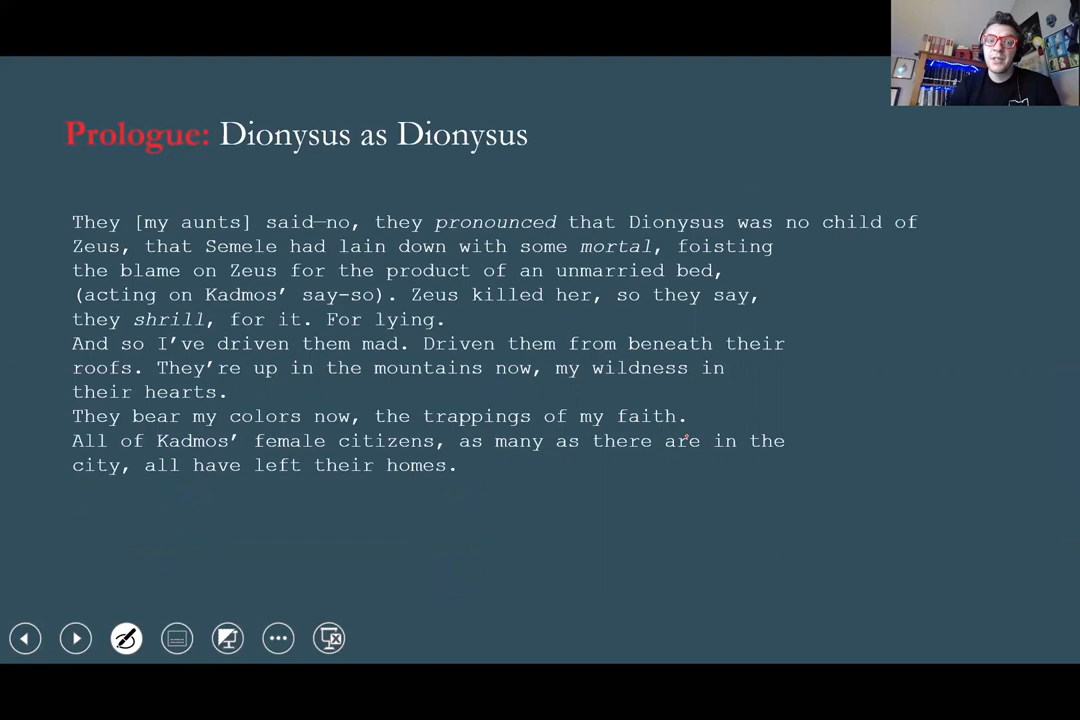 Prologue: Dionysus as Dionysus
They [my aunts] said—no, they pronounced that Dionysus was no child of
Zeus, that Semele had lain down with some mortal, foisting
the blame on Zeus for the product of an unmarried bed,
(acting on Kadmos’ say-so). Zeus killed her, so they say,
they shrill, for it. For lying.
And so I’ve driven them mad. Driven them from beneath their
roofs. They’re up in the mountains now, my wildness in
their hearts.
They bear my colors now, the trappings of my faith.
All of Kadmos’ female citizens, as many as there are in the
city, all have left their homes.